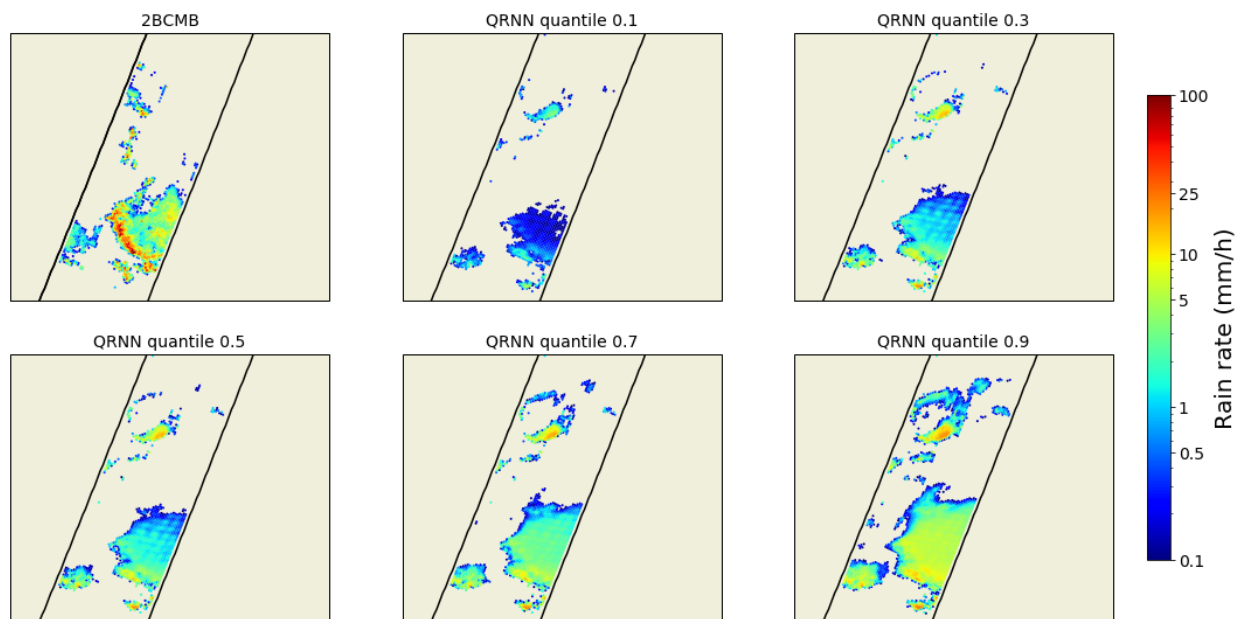 2BCMB
QRNN quantile 0.1
QRNN quantile 0.3
QRNN quantile 0.5
QRNN quantile 0.7
QRNN quantile 0.9
100
25
10
5
1
0.5
0.1
Rain rate (mm/h)